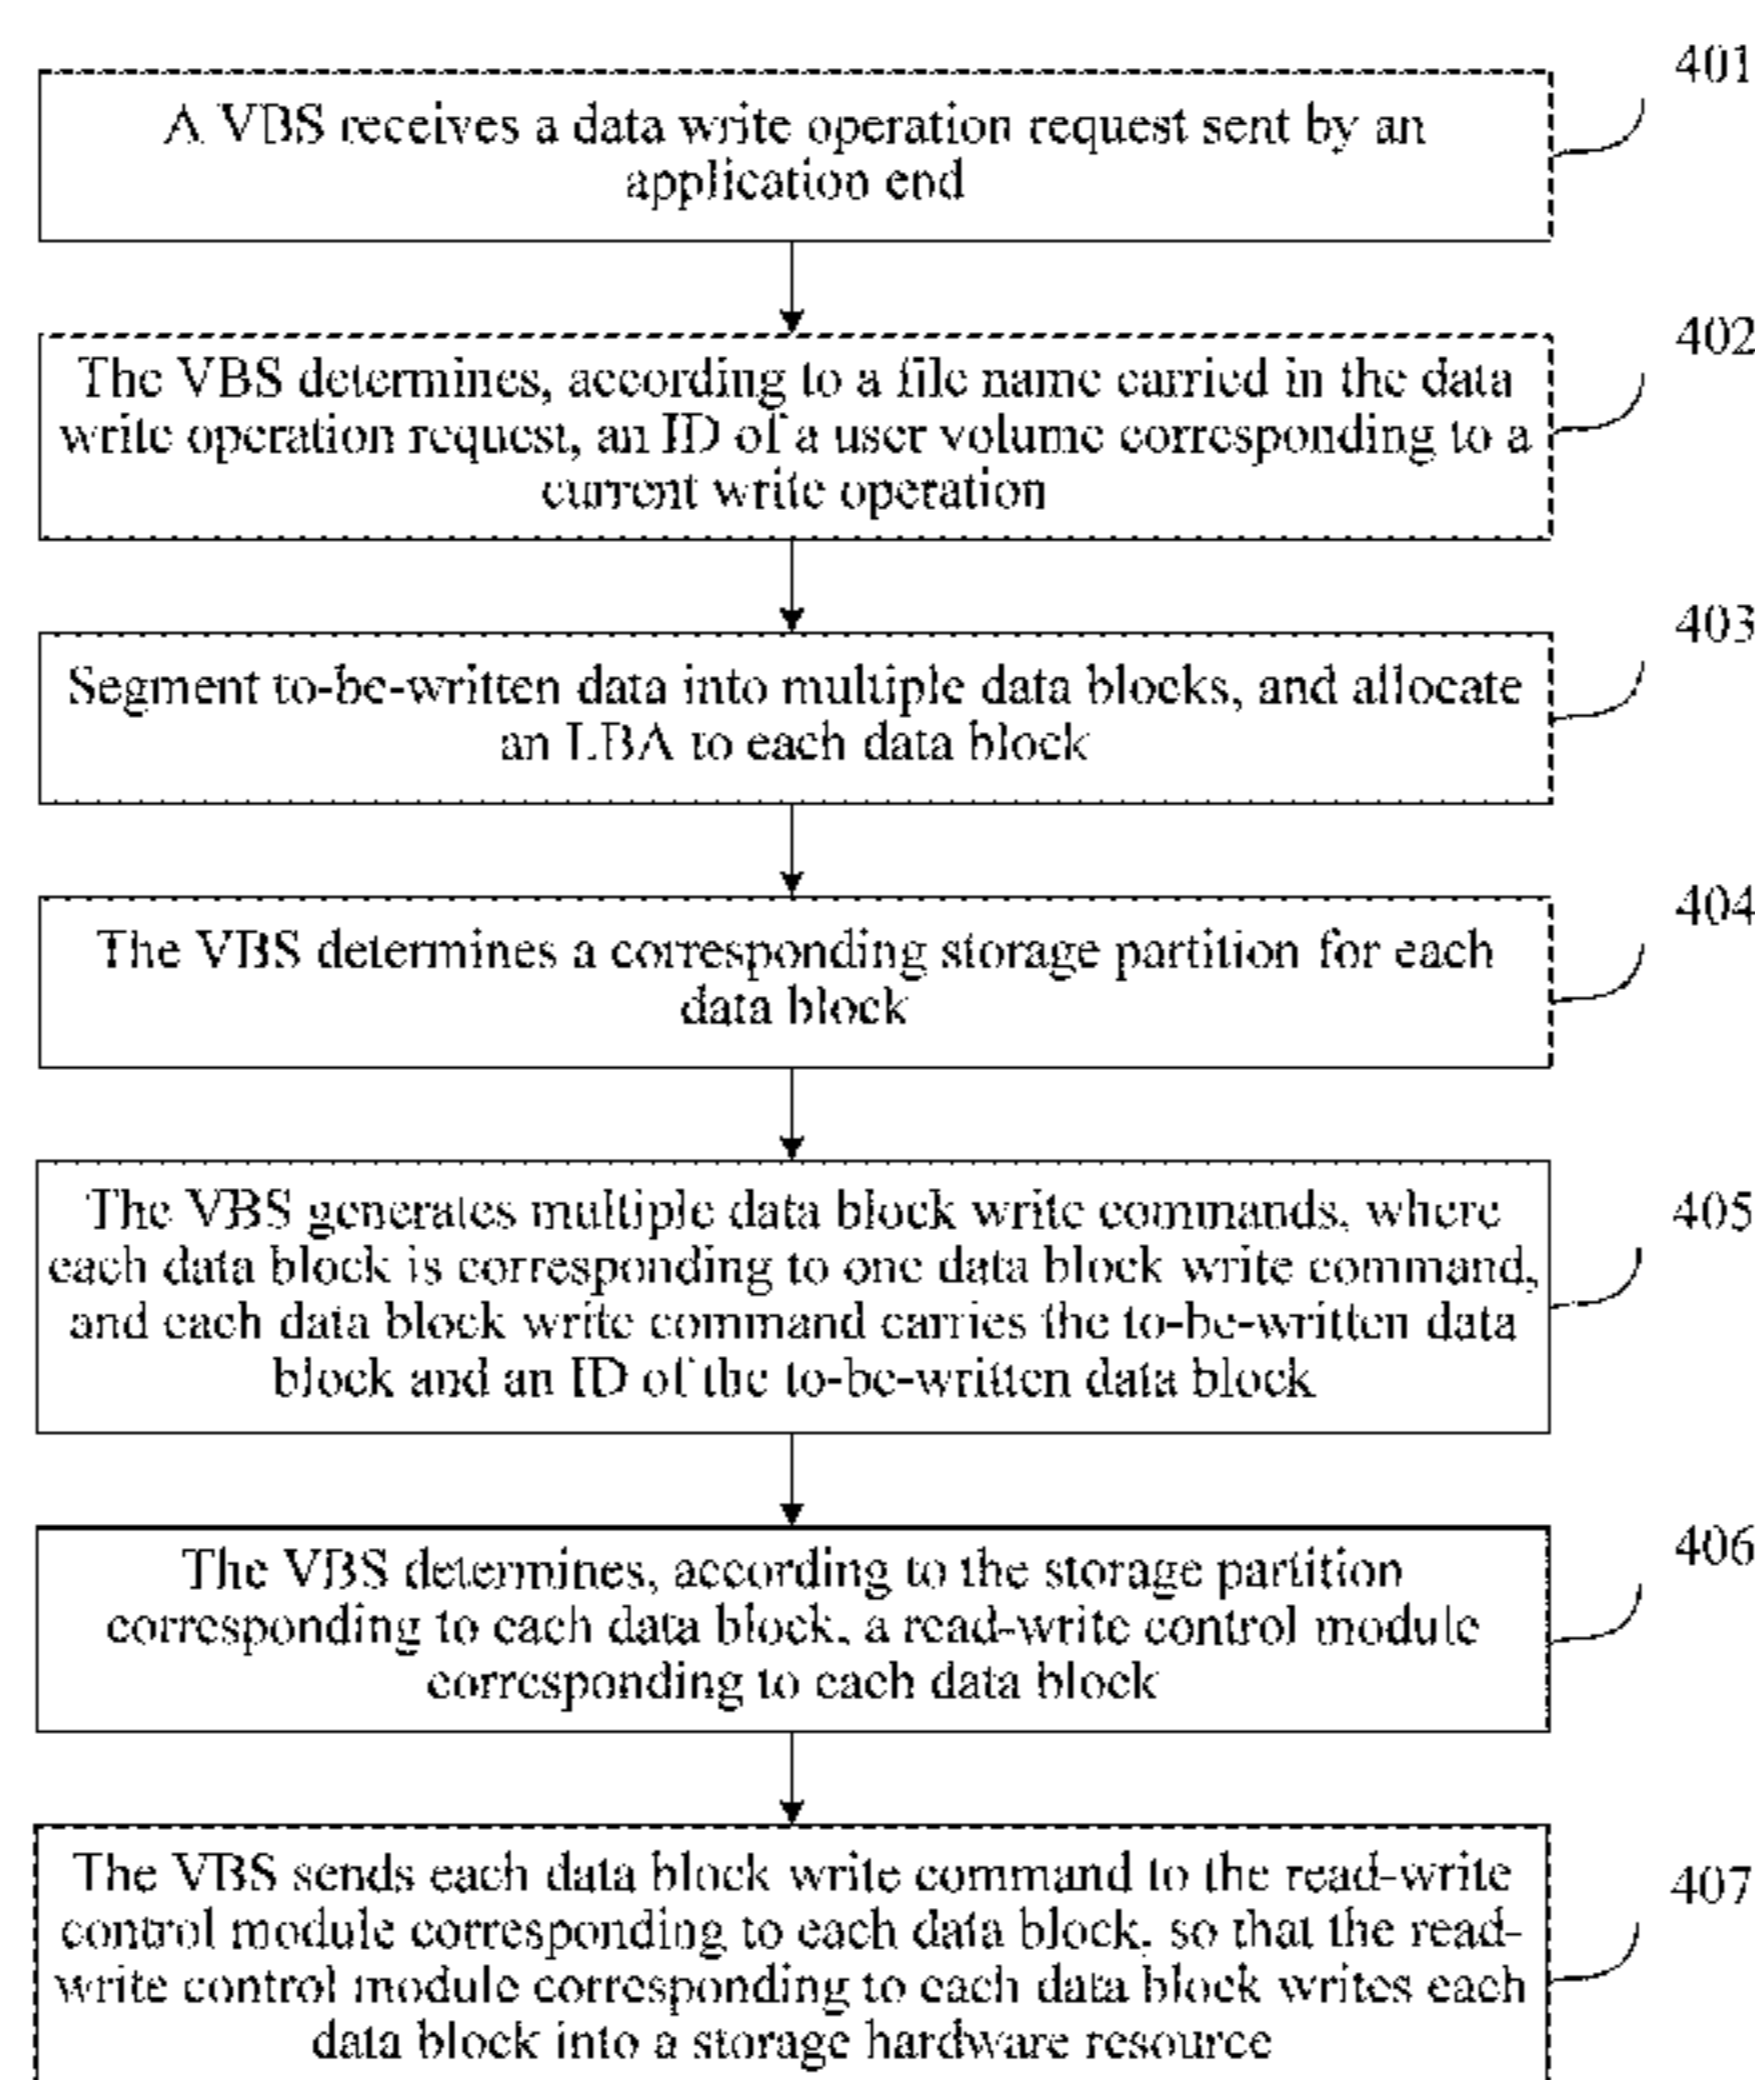 401
A VBS receives a data write operation request sent by an
application end
402
The VBS determines, according to a file name carried in the data
write operation request, an ID of a user volume corresponding to a
current write operation
403
Segment to-be-written data into multiple data blocks, and allocate
an LBA to each data block
404
The VBS determines a corresponding storage partition for each
data block
405
The VBS generates multiple data block write commands, where
each data block is corresponding to one data block write command,
and each data block write command carries the to-be-written data
block and an ID of the to-be-written data block
406
The VBS determines, according to the storage partition
corresponding to each data block, a read-write control module
corresponding to each data block
407
The VBS sends each data block write command to the read-write
control module corresponding to each data block, so that the read-
write control module corresponding to each data block writes each
data block into a storage hardware resource